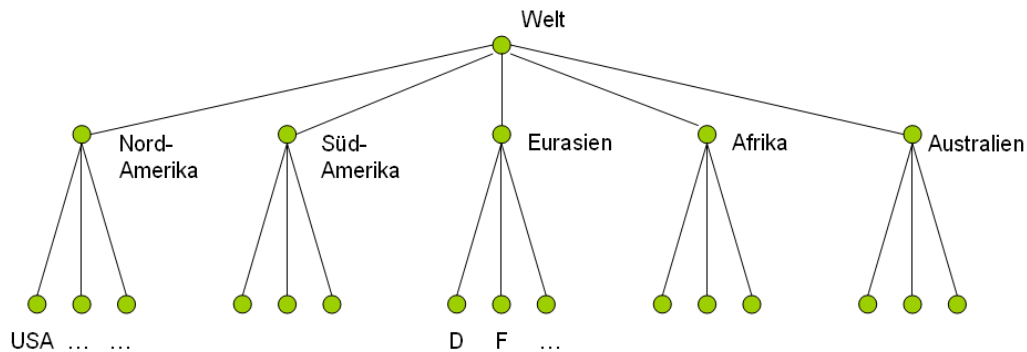 Welt
Nord-
Amerika
Süd-
Amerika
Eurasien
Afrika
Australien
USA … …
D F …